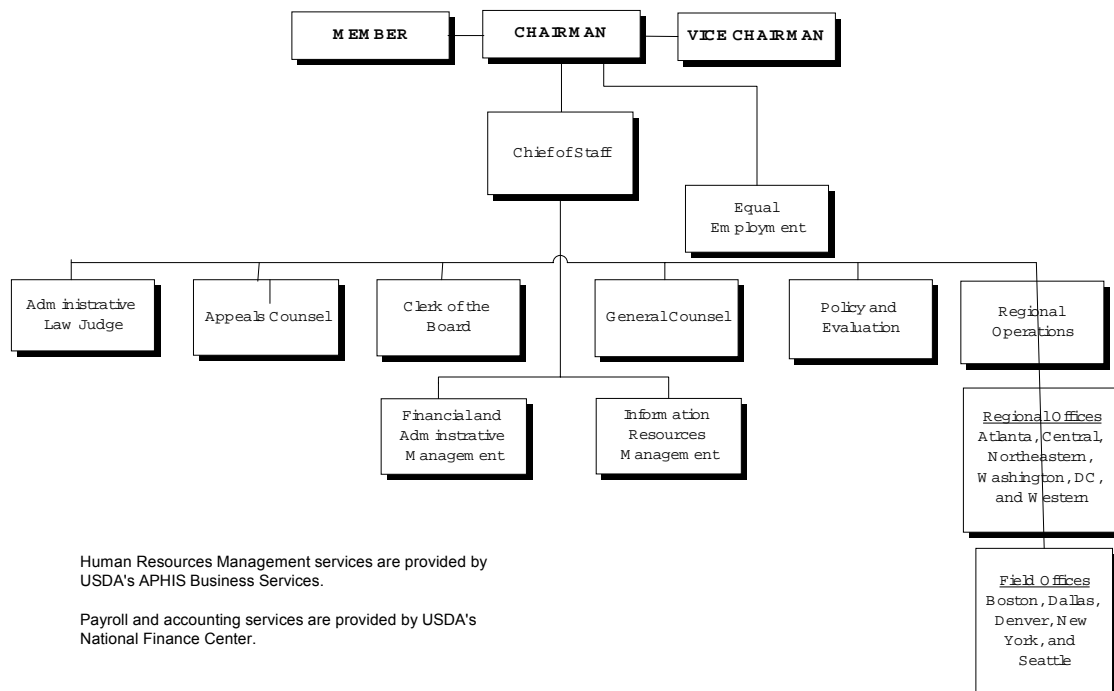 MEMBER
CHAIRMAN
VICE CHAIRMAN
Chief of Staff
Equal
Employment
Administrative
Law Judge
Appeals Counsel
Clerk of the
Board
General Counsel
Policy and
Evaluation
Regional
Operations
Financial and
Adminstrative
Management
Information
Resources
Management
Regional Offices
Atlanta, Central,
Northeastern,
Washington, DC,
and Western
Field Offices
Boston, Dallas,
Denver, New
York, and
Seattle
Human Resources Management services are provided by
USDA's APHIS Business Services.
Payroll and accounting services are provided by USDA's
National Finance Center.